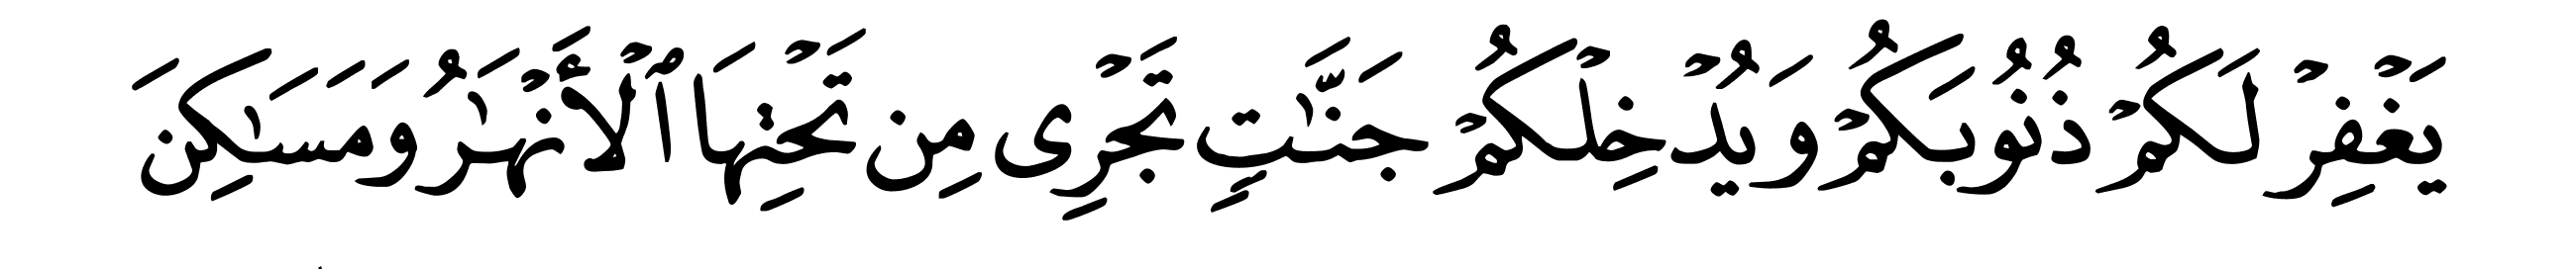 يَغۡفِرۡ لَكُمۡ ذُنُوبَكُمۡ وَيُدۡخِلۡكُمۡ جَنَّٰتٖ تَجۡرِي مِن تَحۡتِهَا ٱلۡأَنۡهَٰرُ وَمَسَٰكِنَ